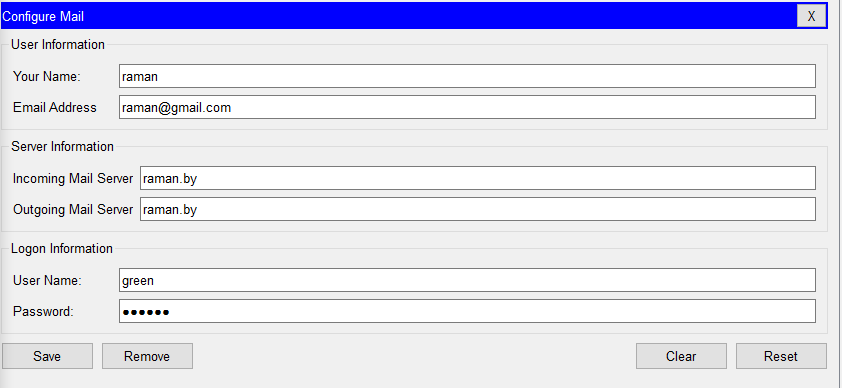 Configure Mail X
User Information
Your Name: raman
Email Address raman@gmail.com
Server Information
Incoming Mail Server raman.by
Outgoing Mail Server raman.by
Logon Information
User Name: green
Password: ●●●●●●
Save Remove Clear Reset